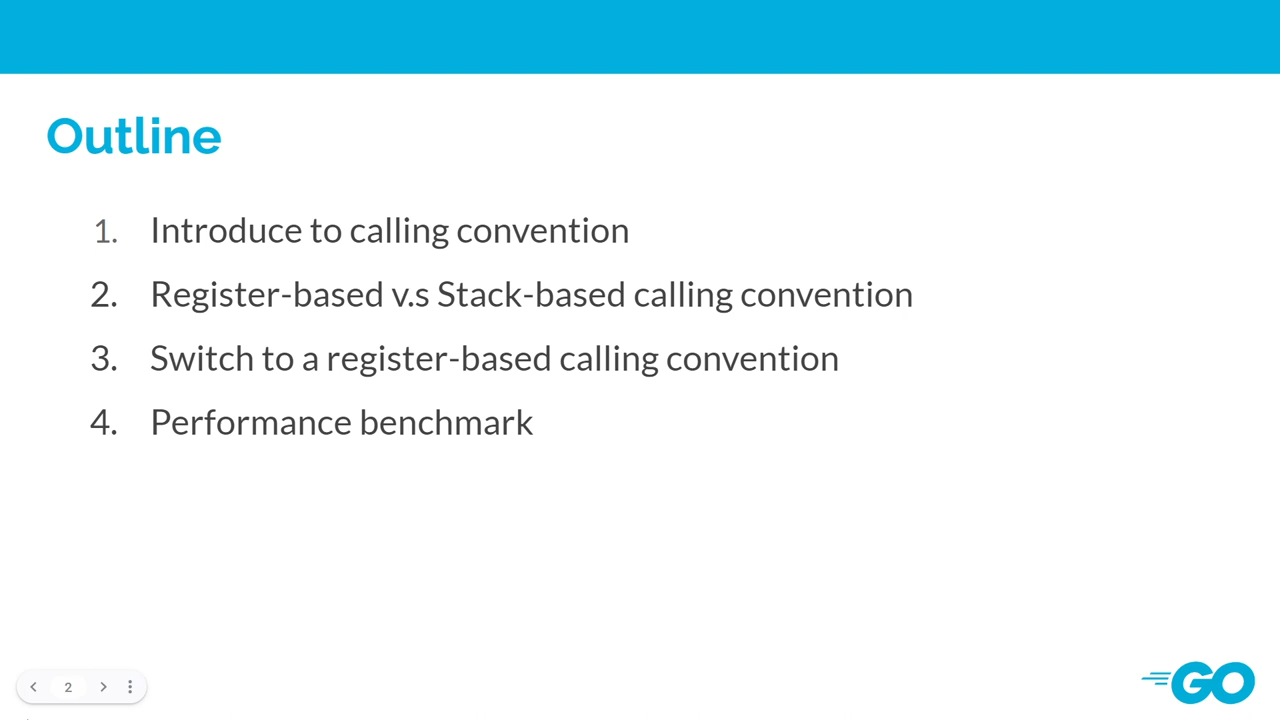 Outline
1. Introduce to calling convention
2. Register-based v.s Stack-based calling convention
3. Switch to a register-based calling convention
4. Performance benchmark
2
GO